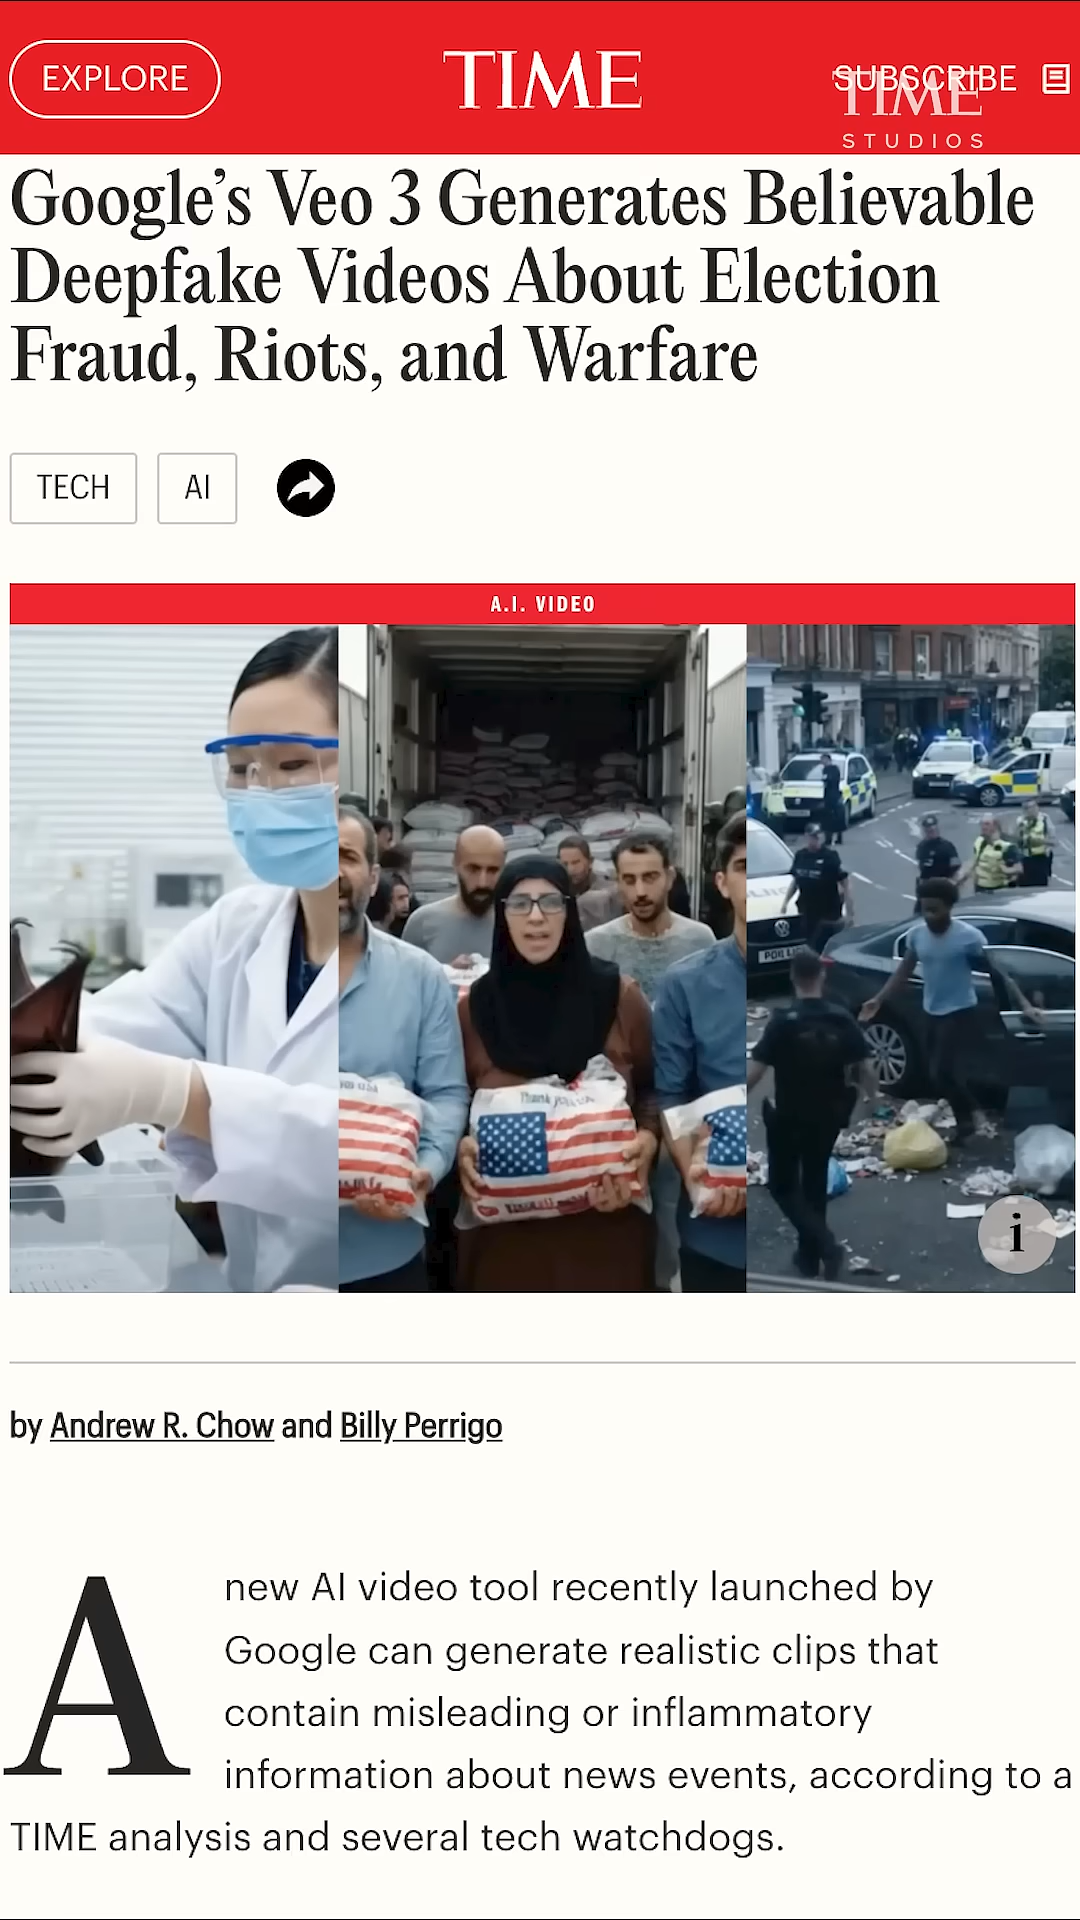 EXPLORE
TIME
SUBSCRIBE
TIME
STUDIOS
Google’s Veo 3 Generates Believable
Deepfake Videos About Election
Fraud, Riots, and Warfare
TECH
AI
A.I. VIDEO
Thank
i
by Andrew R. Chow and Billy Perrigo
A new AI video tool recently launched by
Google can generate realistic clips that
contain misleading or inflammatory
information about news events, according to a
TIME analysis and several tech watchdogs.